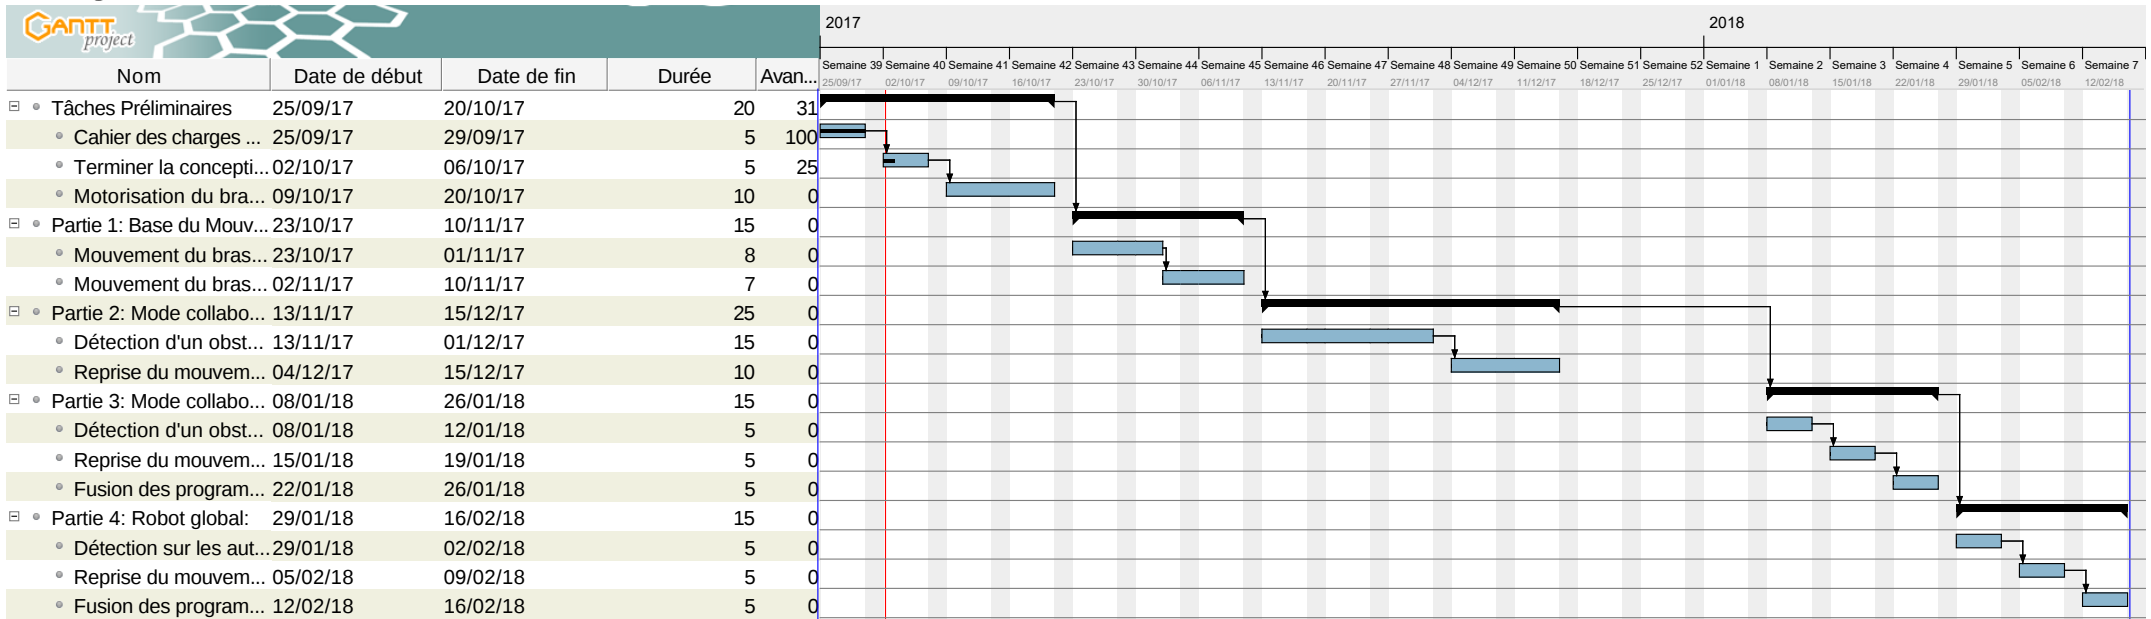 GANTT project
2017 2018
Nom Date de début Date de fin Durée Avan...
Semaine 39 Semaine 40 Semaine 41 Semaine 42 Semaine 43 Semaine 44 Semaine 45 Semaine 46 Semaine 47 Semaine 48 Semaine 49 Semaine 50 Semaine 51 Semaine 52 Semaine 1 Semaine 2 Semaine 3 Semaine 4 Semaine 5 Semaine 6 Semaine 7
25/09/17 02/10/17 09/10/17 16/10/17 23/10/17 30/10/17 06/11/17 13/11/17 20/11/17 27/11/17 04/12/17 11/12/17 18/12/17 25/12/17 01/01/18 08/01/18 15/01/18 22/01/18 29/01/18 05/02/18 12/02/18
Tâches Préliminaires 25/09/17 20/10/17 20 31
Cahier des charges ... 25/09/17 29/09/17 5 100
Terminer la concepti... 02/10/17 06/10/17 5 25
Motorisation du bra... 09/10/17 20/10/17 10 0
Partie 1: Base du Mouv... 23/10/17 10/11/17 15 0
Mouvement du bras... 23/10/17 01/11/17 8 0
Mouvement du bras... 02/11/17 10/11/17 7 0
Partie 2: Mode collabo... 13/11/17 15/12/17 25 0
Détection d'un obst... 13/11/17 01/12/17 15 0
Reprise du mouvem... 04/12/17 15/12/17 10 0
Partie 3: Mode collabo... 08/01/18 26/01/18 15 0
Détection d'un obst... 08/01/18 12/01/18 5 0
Reprise du mouvem... 15/01/18 19/01/18 5 0
Fusion des program... 22/01/18 26/01/18 5 0
Partie 4: Robot global: 29/01/18 16/02/18 15 0
Détection sur les aut... 29/01/18 02/02/18 5 0
Reprise du mouvem... 05/02/18 09/02/18 5 0
Fusion des program... 12/02/18 16/02/18 5 0